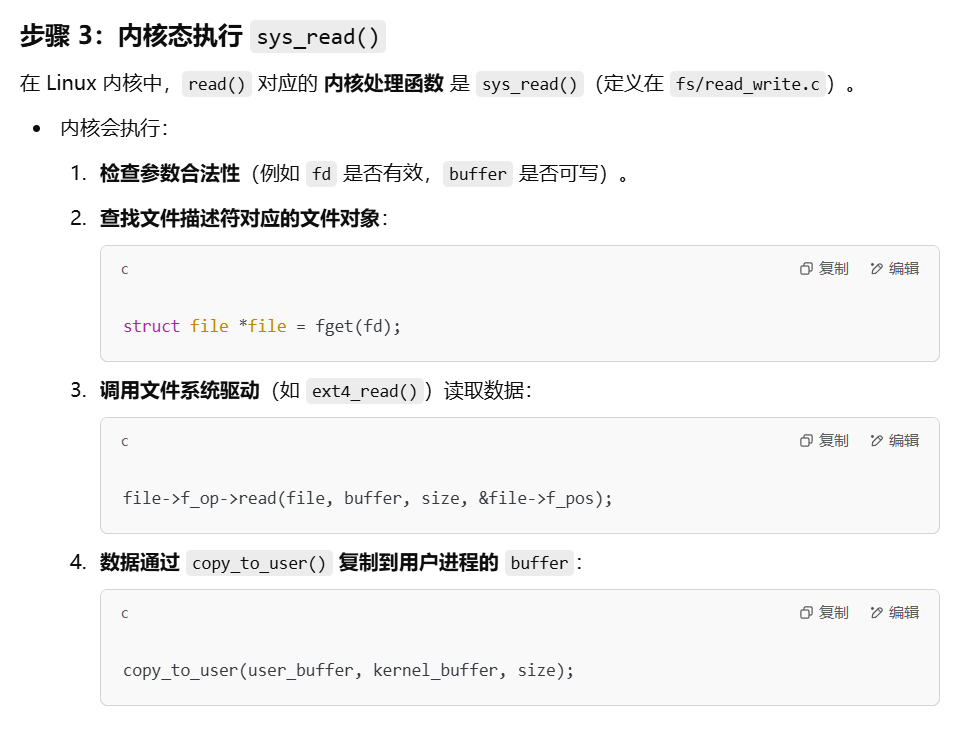 步骤 3：内核态执行 sys_read()
在 Linux 内核中，read() 对应的 内核处理函数 是 sys_read()（定义在 fs/read_write.c）。
• 内核会执行：
1. 检查参数合法性（例如 fd 是否有效，buffer 是否可写）。
2. 查找文件描述符对应的文件对象：
c 复制 编辑
struct file *file = fget(fd);
3. 调用文件系统驱动（如 ext4_read()）读取数据：
c 复制 编辑
file->f_op->read(file, buffer, size, &file->f_pos);
4. 数据通过 copy_to_user() 复制到用户进程的 buffer：
c 复制 编辑
copy_to_user(user_buffer, kernel_buffer, size);